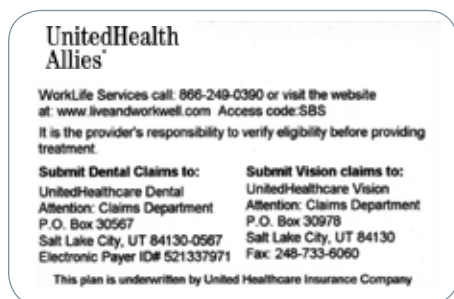 UnitedHealth
Allies
WorkLife Services call: 866-249-0390 or visit the website
at: www.liveandworkwell.com Access code:SBS
It is the provider's responsibility to verify eligibility before providing
treatment.
Submit Dental Claims to:
UnitedHealthcare Dental
Attention: Claims Department
P.O. Box 30567
Salt Lake City, UT 84130-0567
Electronic Payer ID# 521337971
Submit Vision claims to:
UnitedHealthcare Vision
Attention: Claims Department
P.O. Box 30978
Salt Lake City, UT 84130
Fax: 248-733-6060
This plan is underwritten by United Healthcare Insurance Company